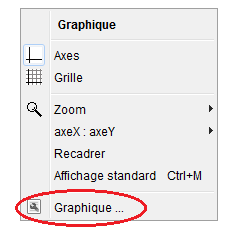 Graphique
Axes
Grille
Zoom
axeX : axeY
Recadrer
Affichage standard Ctrl+M
Graphique ...